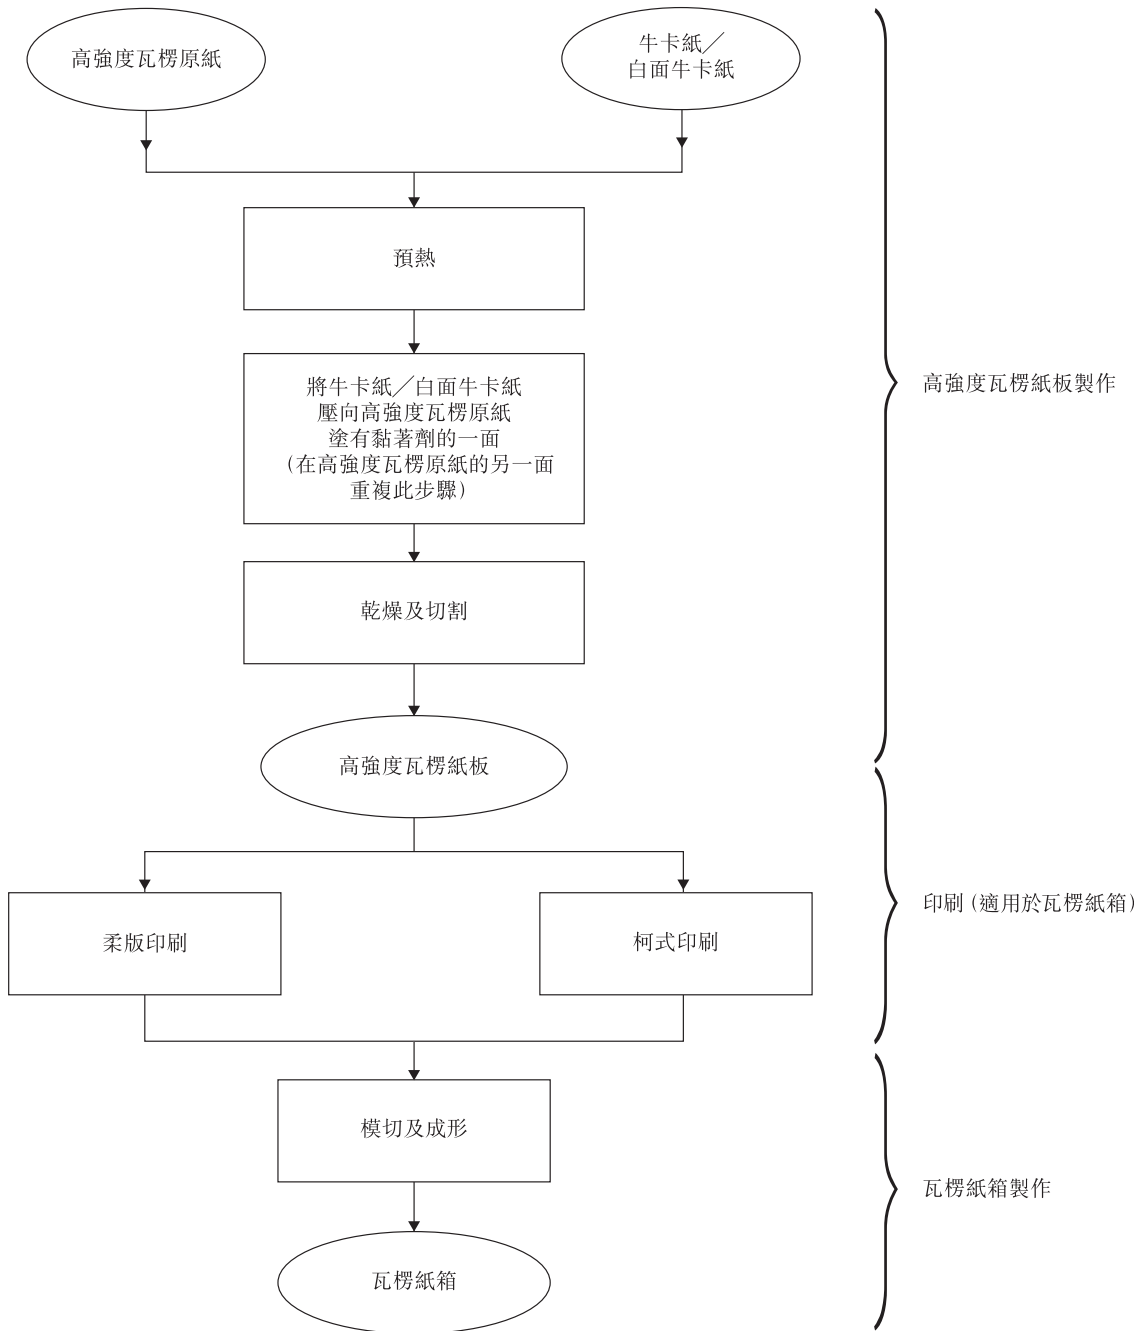 高強度瓦楞原紙
牛卡紙／
白面牛卡紙
預熱
將牛卡紙／白面牛卡紙
壓向高強度瓦楞原紙
塗有黏著劑的一面
(在高強度瓦楞原紙的另一面
重複此步驟)
高強度瓦楞紙板製作
乾燥及切割
高強度瓦楞紙板
柔版印刷
柯式印刷
印刷 (適用於瓦楞紙箱)
模切及成形
瓦楞紙箱製作
瓦楞紙箱